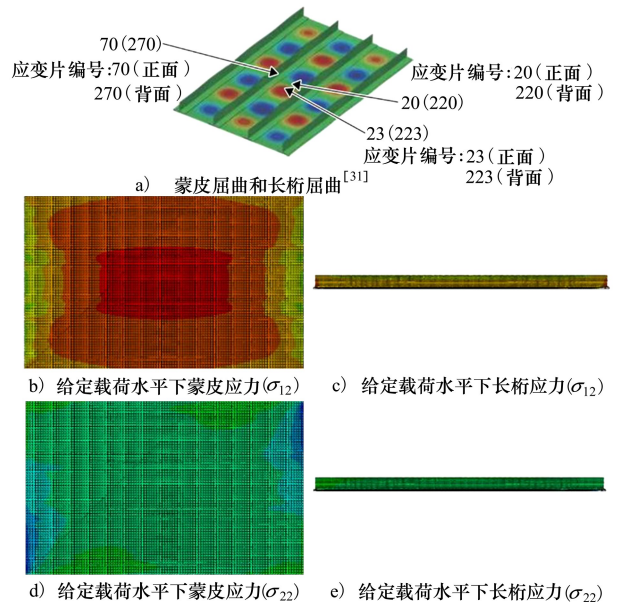 70(270)
应变片编号:70(正面)
270(背面)
应变片编号:20(正面)
220(背面)
20(220)
23(223)
应变片编号:23(正面)
223(背面)
a) 蒙皮屈曲和长桁屈曲[31]
b) 给定载荷水平下蒙皮应力(σ12)
c) 给定载荷水平下长桁应力(σ12)
d) 给定载荷水平下蒙皮应力(σ22)
e) 给定载荷水平下长桁应力(σ22)